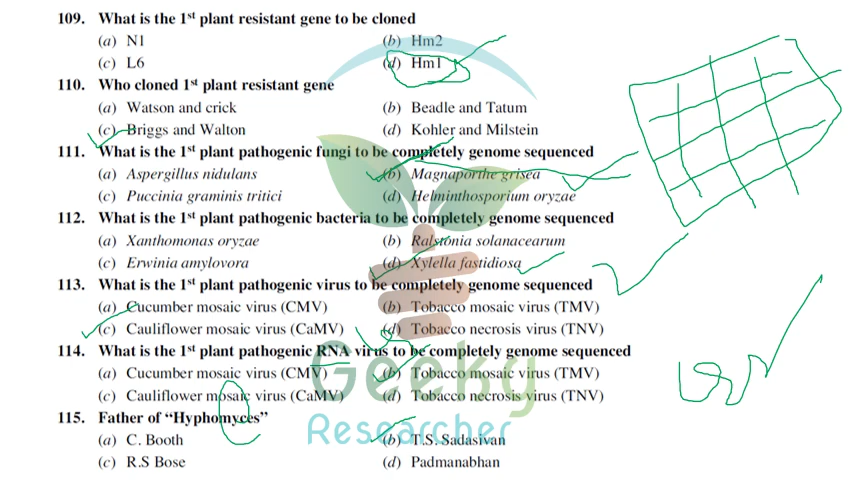 109. What is the 1st plant resistant gene to be cloned
(a) N1 (b) Hm2
(c) L6 (d) Hm1
110. Who cloned 1st plant resistant gene
(a) Watson and crick (b) Beadle and Tatum
(c) Briggs and Walton (d) Kohler and Milstein
111. What is the 1st plant pathogenic fungi to be completely genome sequenced
(a) Aspergillus nidulans (b) Magnaporthe grisea
(c) Puccinia graminis tritici (d) Helminthosporium oryzae
112. What is the 1st plant pathogenic bacteria to be completely genome sequenced
(a) Xanthomonas oryzae (b) Ralstonia solanacearum
(c) Erwinia amylovora (d) Xylella fastidiosa
113. What is the 1st plant pathogenic virus to be completely genome sequenced
(a) Cucumber mosaic virus (CMV) (b) Tobacco mosaic virus (TMV)
(c) Cauliflower mosaic virus (CaMV) (d) Tobacco necrosis virus (TNV)
114. What is the 1st plant pathogenic RNA virus to be completely genome sequenced
(a) Cucumber mosaic virus (CMV) (b) Tobacco mosaic virus (TMV)
(c) Cauliflower mosaic virus (CaMV) (d) Tobacco necrosis virus (TNV)
Geeky
115. Father of “Hyphomyces”
Researcher
(a) C. Booth (b) T.S. Sadasivan
(c) R.S Bose (d) Padmanabhan